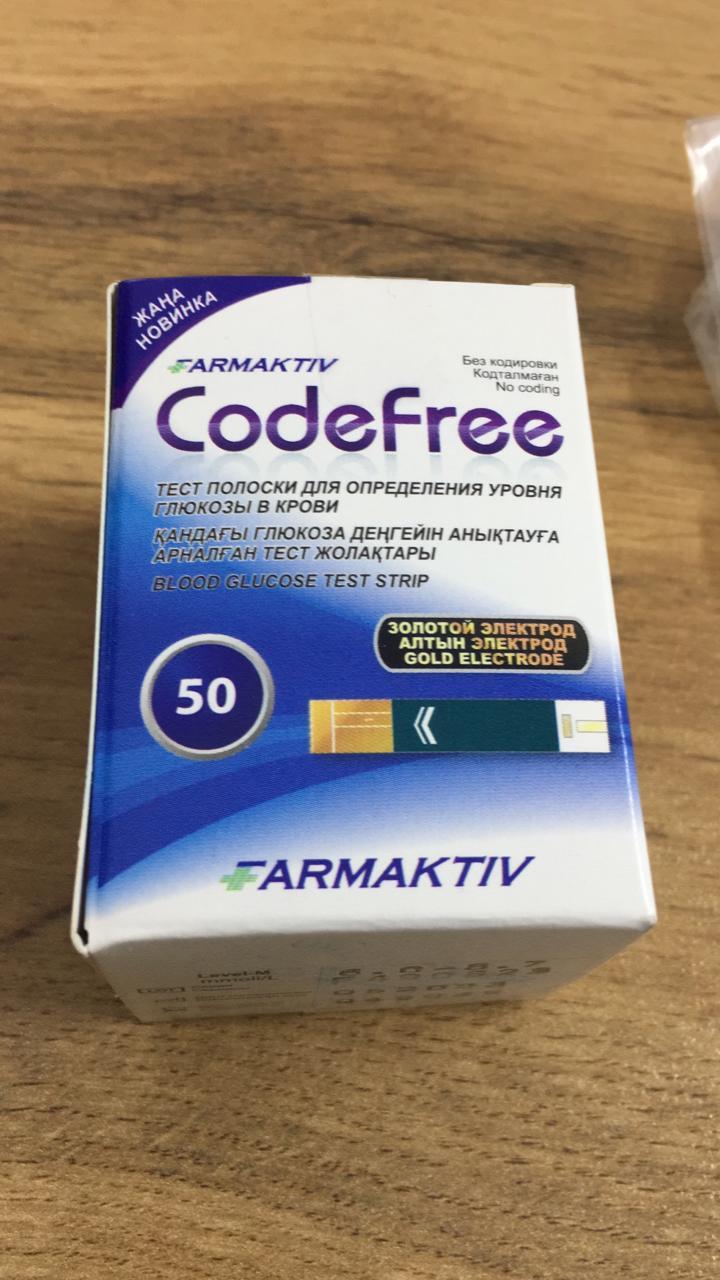 ЖАҢА
НОВИНКА
FARMAKTIV
Без кодировки
Кодталмаған
No coding
CodeFree
ТЕСТ ПОЛОСКИ ДЛЯ ОПРЕДЕЛЕНИЯ УРОВНЯ
ГЛЮКОЗЫ В КРОВИ
ҚАНДАҒЫ ГЛЮКОЗА ДЕҢГЕЙІН АНЫҚТАУҒА
АРНАЛҒАН ТЕСТ ЖОЛАҚТАРЫ
BLOOD GLUCOSE TEST STRIP
ЗОЛОТОЙ ЭЛЕКТРОД
АЛТЫН ЭЛЕКТРОД
GOLD ELECTRODE
50
FARMAKTIV
Level-M
mmol/L